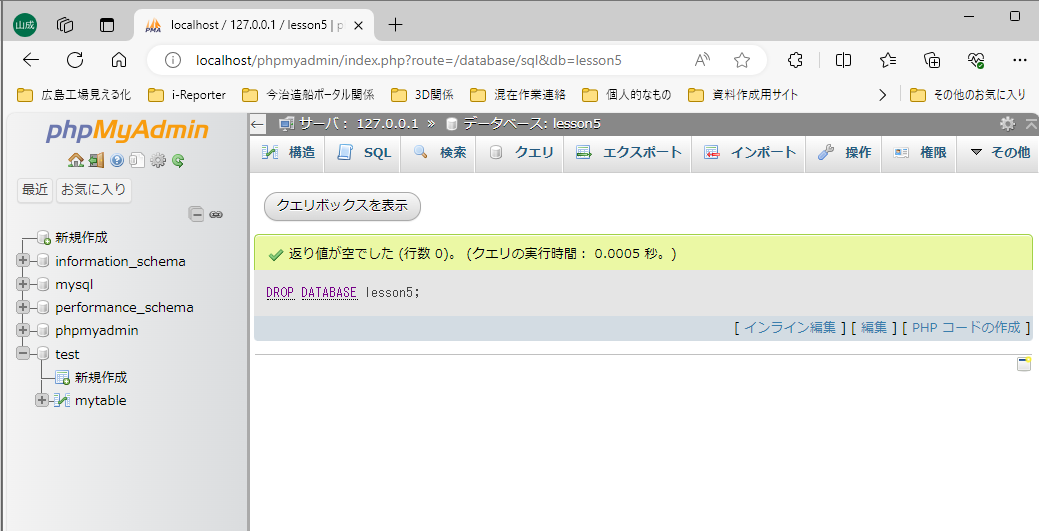 山成
localhost / 127.0.0.1 / lesson5 | p
localhost/phpmyadmin/index.php?route=/database/sql&db=lesson5
広島工場見える化 i-Reporter 今治造船ポータル関係 3D関係 混在作業連絡 個人的なもの 資料作成用サイト その他のお気に入り
phpMyAdmin
サーバ: 127.0.0.1 » データベース: lesson5
構造 SQL 検索 クエリ エクスポート インポート 操作 権限 その他
最近 お気に入り
クエリボックスを表示
新規作成
information_schema
mysql
performance_schema
phpmyadmin
test
新規作成
mytable
返り値が空でした (行数 0)。 (クエリの実行時間: 0.0005 秒。)
DROP DATABASE lesson5;
[ インライン編集 ] [ 編集 ] [ PHP コードの作成 ]